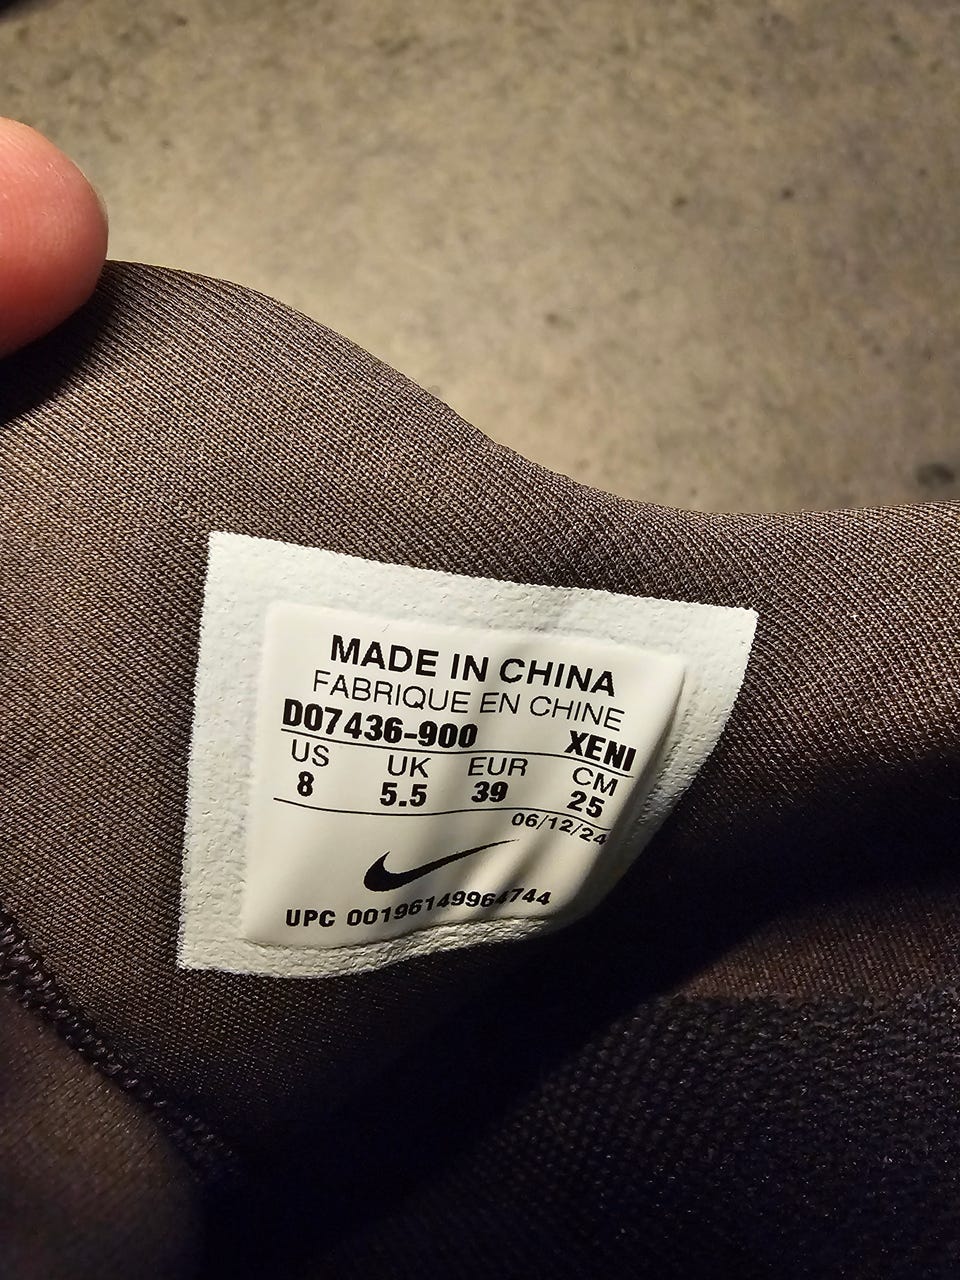 MADE IN CHINA
FABRIQUE EN CHINE
DO7436-900 XENI
US UK EUR CM
8 5.5 39 25
06/12/24
UPC 00196149964744